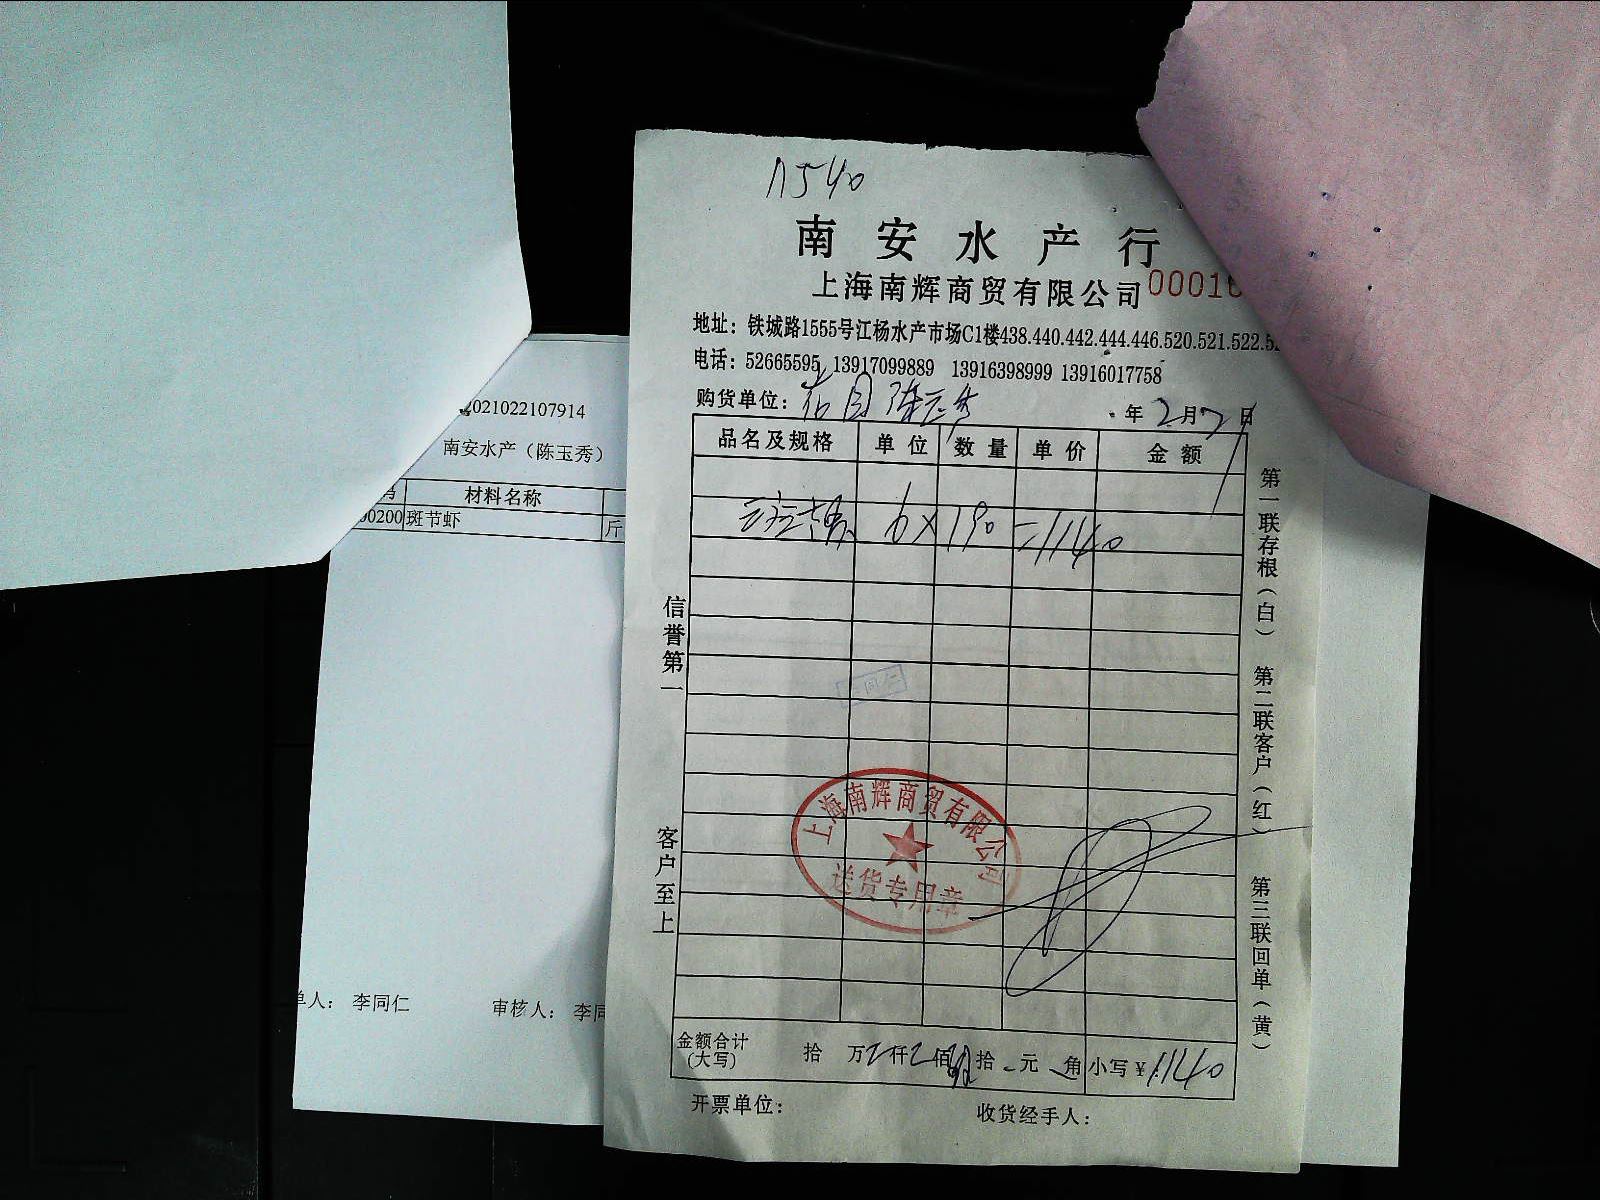 南安水产行
上海南辉商贸有限公司 00016
地址：铁城路1555号江杨水产市场C1楼438.440.442.444.446.520.521.522.5
电话：52665595 13917099889 13916398999 13916017758
购货单位： 陈玉秀 年 2月7日
品名及规格 单位 数量 单价 金额
6×190=1140
信誉第一
客户至上
第一联存根（白）
第二联客户（红）
第三联回单（黄）
上海南辉商贸有限公司
送货专用章
金额合计（大写） 拾 万 仟 佰 拾 元 角 小写￥1140
开票单位： 收货经手人：
2021022107914
南安水产（陈玉秀）
材料名称
00200 斑节虾 斤
单人： 李同仁 审核人： 李同